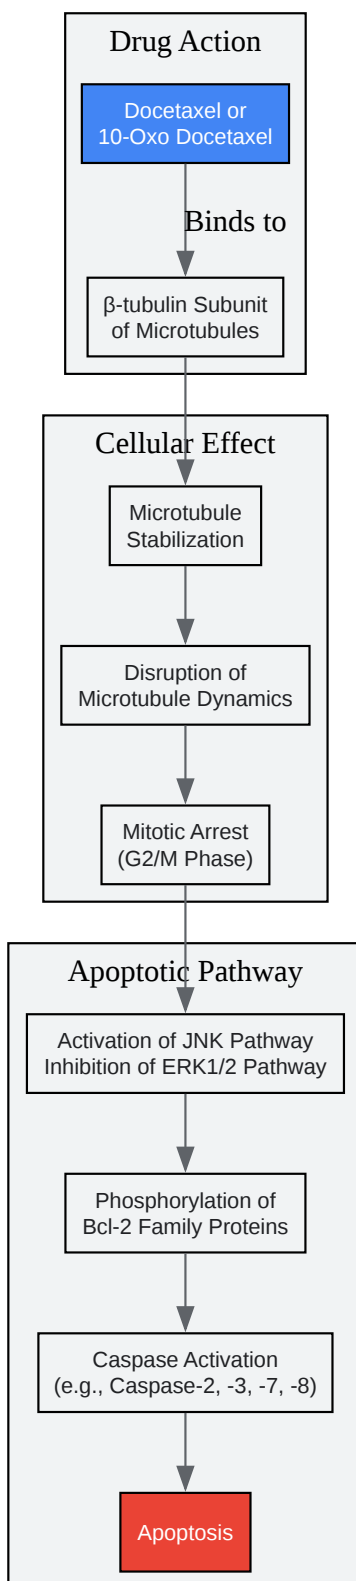 Drug Action
Docetaxel or
10-Oxo Docetaxel
Binds to
β-tubulin Subunit
of Microtubules
Cellular Effect
Microtubule
Stabilization
Disruption of
Microtubule Dynamics
Mitotic Arrest
(G2/M Phase)
Apoptotic Pathway
Activation of JNK Pathway
Inhibition of ERK1/2 Pathway
Phosphorylation of
Bcl-2 Family Proteins
Caspase Activation
(e.g., Caspase-2, -3, -7, -8)
Apoptosis